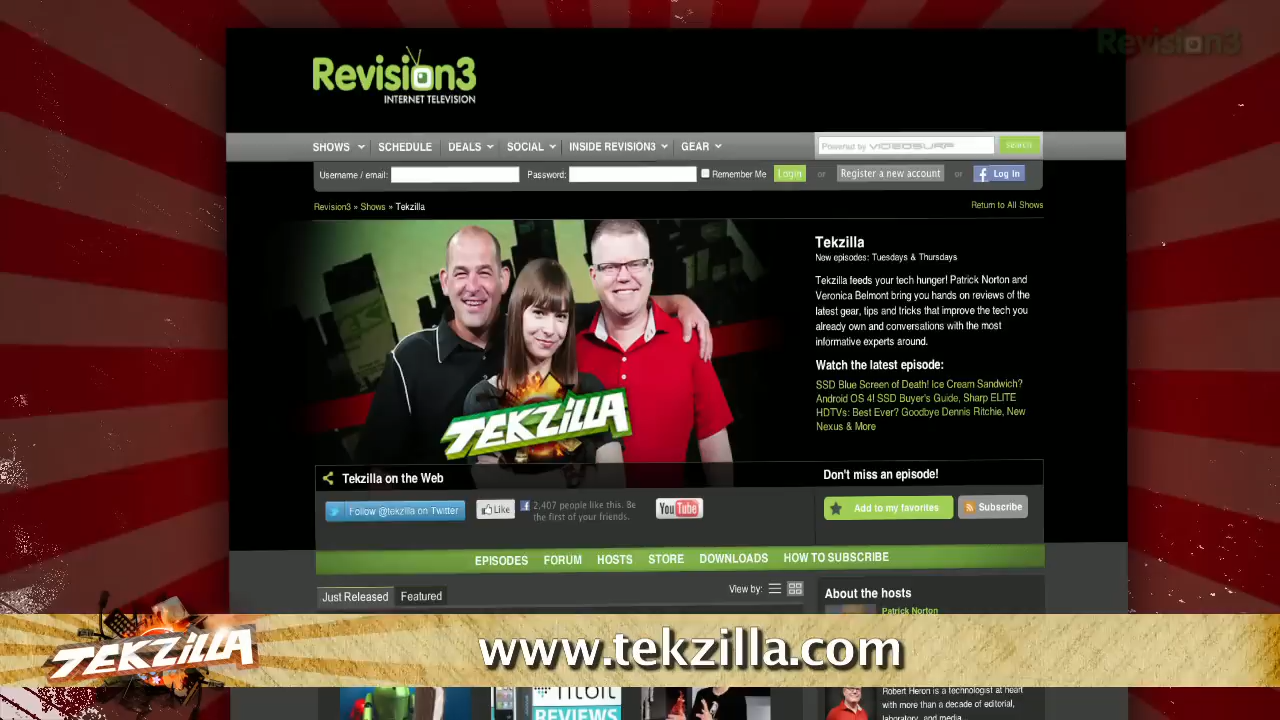 Revision3
Revision3
INTERNET TELEVISION
SHOWS
SCHEDULE
DEALS
SOCIAL
INSIDE REVISION3
GEAR
Powered by VIDEOSURF
search
Username / email:
Password:
Remember Me
Login
or
Register a new account
or
f Log In
Revision3 » Shows » Tekzilla
Return to All Shows
Tekzilla
New episodes: Tuesdays & Thursdays
Tekzilla feeds your tech hunger! Patrick Norton and
Veronica Belmont bring you hands on reviews of the
latest gear, tips and tricks that improve the tech you
already own and conversations with the most
informative experts around.
Watch the latest episode:
SSD Blue Screen of Death! Ice Cream Sandwich?
Android OS 4! SSD Buyer's Guide, Sharp ELITE
HDTVs: Best Ever? Goodbye Dennis Ritchie, New
Nexus & More
TEKZILLA
Tekzilla on the Web
Don't miss an episode!
Follow @tekzilla on Twitter
Like
f 2,407 people like this. Be
the first of your friends.
YouTube
Add to my favorites
Subscribe
EPISODES
FORUM
HOSTS
STORE
DOWNLOADS
HOW TO SUBSCRIBE
Just Released
Featured
View by:
About the hosts
Patrick Norton
TEKZILLA
www.tekzilla.com
REVIEWS
Robert Heron is a technologist at heart
with more than a decade of editorial,
laboratory, and media...